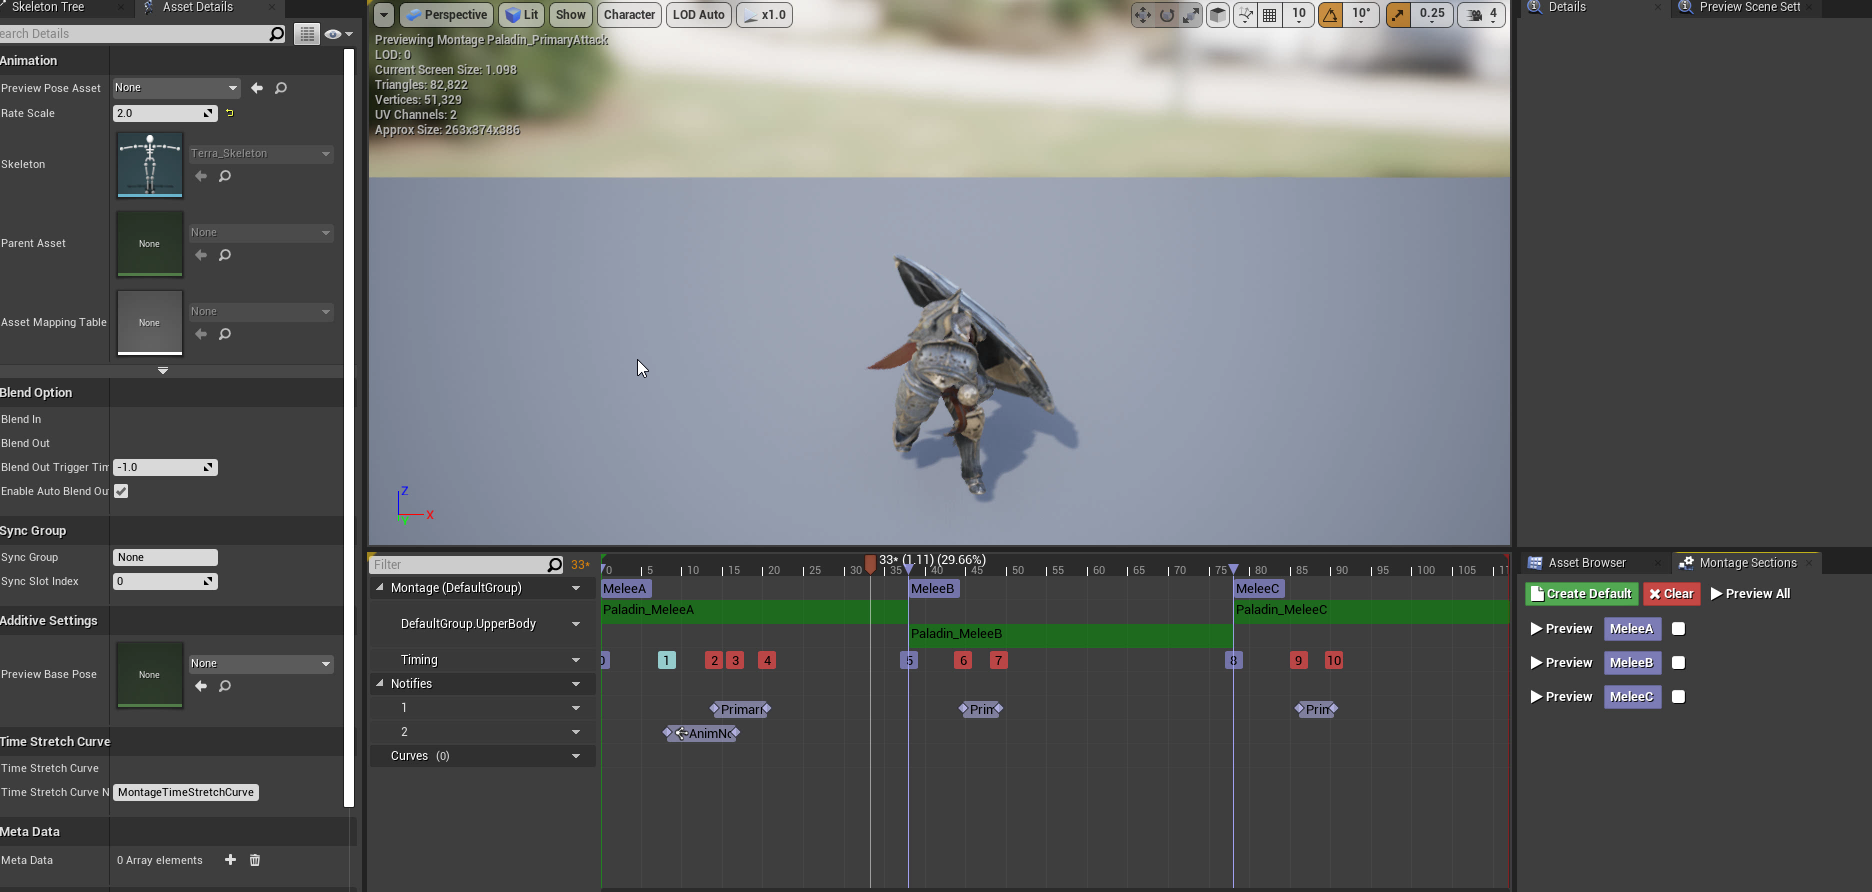 Skeleton Tree
Asset Details
earch Details
Animation
Preview Pose Asset
None
Rate Scale
2.0
Skeleton
Terra_Skeleton
Parent Asset
None
None
Asset Mapping Table
None
None
Blend Option
Blend In
Blend Out
Blend Out Trigger Tim
-1.0
Enable Auto Blend Ou
Sync Group
Sync Group
None
Sync Slot Index
0
Additive Settings
Preview Base Pose
None
None
Time Stretch Curve
Time Stretch Curve
Time Stretch Curve N
MontageTimeStretchCurve
Meta Data
Meta Data
0 Array elements
Perspective
Lit
Show
Character
LOD Auto
x1.0
10
10°
0.25
4
Previewing Montage Paladin_PrimaryAttack
LOD: 0
Current Screen Size: 1.098
Triangles: 82,822
Vertices: 51,329
UV Channels: 2
Approx Size: 263x374x386
Z
X
Filter
33*
33* (1.11) (29.66%)
0 5 10 15 20 25 30 35 40 45 50 55 60 65 70 75 80 85 90 95 100 105 11
Montage (DefaultGroup)
MeleeA
MeleeB
MeleeC
DefaultGroup.UpperBody
Paladin_MeleeA
Paladin_MeleeC
Paladin_MeleeB
Timing
0 1 2 3 4 5 6 7 8 9 10
Notifies
1
Primar
Prim
Prim
2
AnimNo
Curves (0)
Details
Preview Scene Sett
Asset Browser
Montage Sections
Create Default
Clear
Preview All
Preview MeleeA
Preview MeleeB
Preview MeleeC